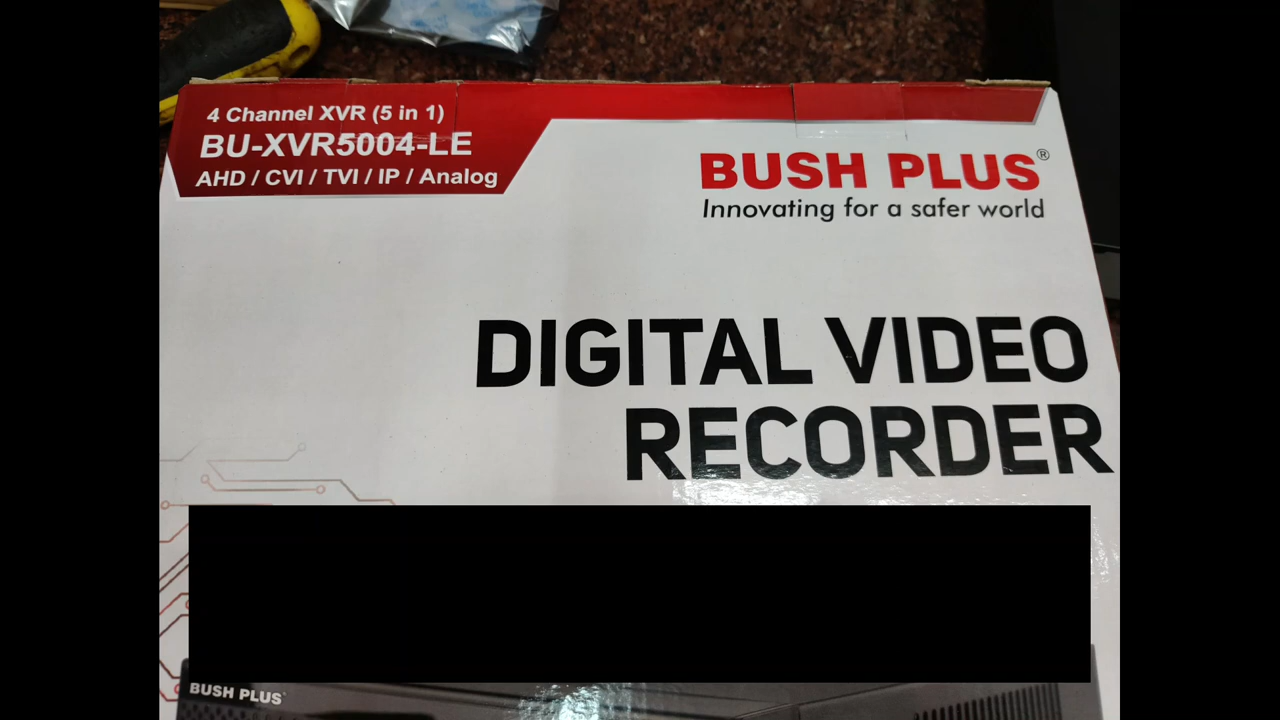 4 Channel XVR (5 in 1)
BU-XVR5004-LE
AHD / CVI / TVI / IP / Analog
BUSH PLUS®
Innovating for a safer world
DIGITAL VIDEO
RECORDER
BUSH PLUS